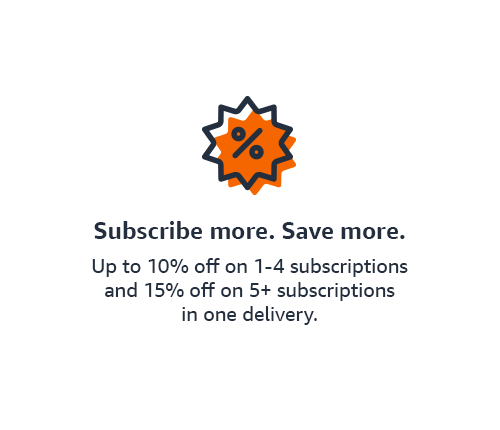 %
Subscribe more. Save more.
Up to 10% off on 1-4 subscriptions
and 15% off on 5+ subscriptions
in one delivery.